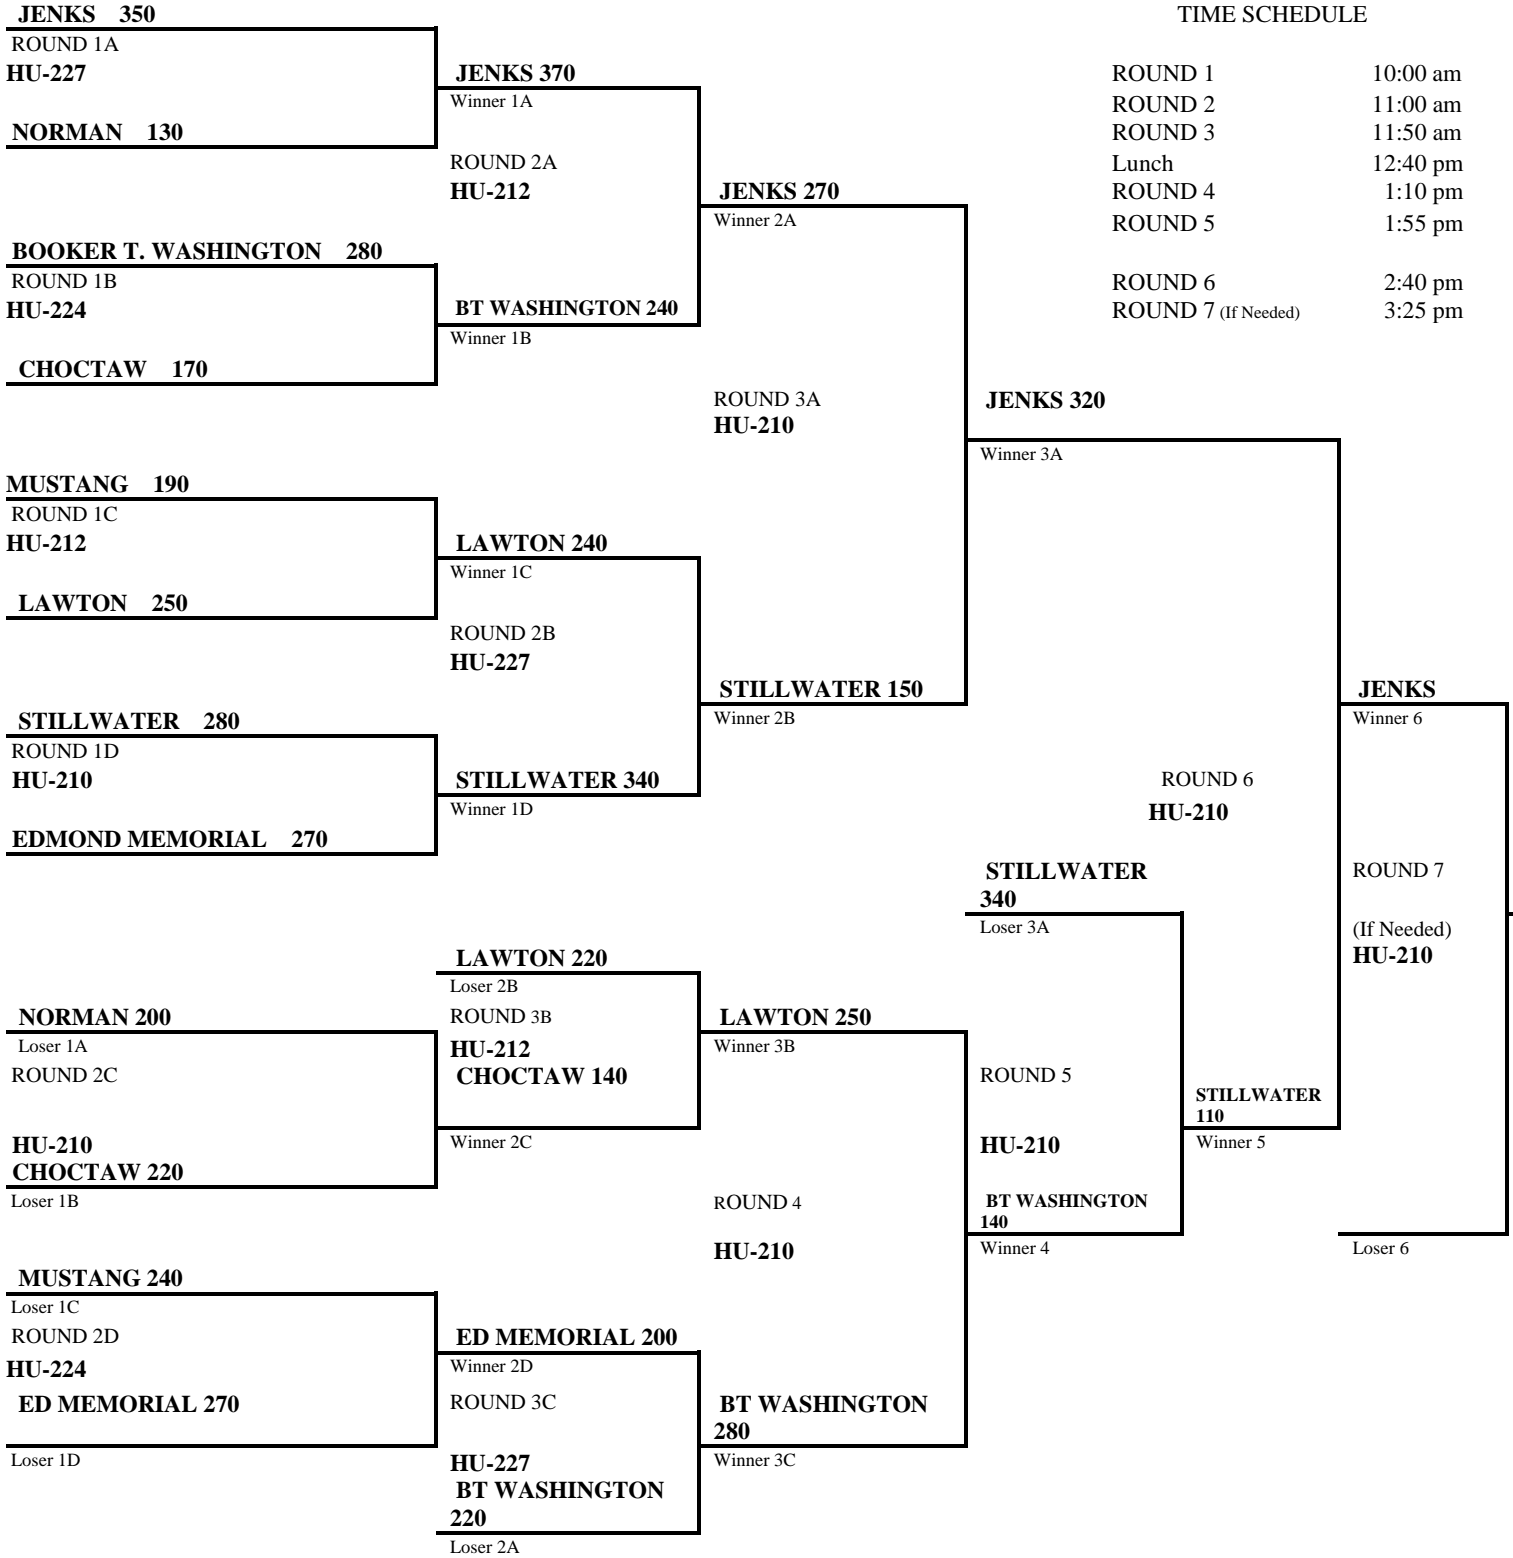 JENKS 350
ROUND 1A
HU-227
NORMAN 130
BOOKER T. WASHINGTON 280
ROUND 1B
HU-224
CHOCTAW 170
MUSTANG 190
ROUND 1C
HU-212
LAWTON 250
STILLWATER 280
ROUND 1D
HU-210
EDMOND MEMORIAL 270
NORMAN 200
Loser 1A
ROUND 2C
HU-210
CHOCTAW 220
Loser 1B
MUSTANG 240
Loser 1C
ROUND 2D
HU-224
ED MEMORIAL 270
Loser 1D
JENKS 370
Winner 1A
ROUND 2A
HU-212
BT WASHINGTON 240
Winner 1B
LAWTON 240
Winner 1C
ROUND 2B
HU-227
STILLWATER 340
Winner 1D
LAWTON 220
Loser 2B
ROUND 3B
HU-212
CHOCTAW 140
Winner 2C
ED MEMORIAL 200
Winner 2D
ROUND 3C
HU-227
BT WASHINGTON
220
Loser 2A
JENKS 270
Winner 2A
ROUND 3A
HU-210
STILLWATER 150
Winner 2B
LAWTON 250
Winner 3B
ROUND 4
HU-210
BT WASHINGTON
280
Winner 3C
JENKS 320
Winner 3A
ROUND 6
HU-210
STILLWATER
340
Loser 3A
ROUND 5
HU-210
BT WASHINGTON
140
Winner 4
STILLWATER
110
Winner 5
JENKS
Winner 6
ROUND 7
(If Needed)
HU-210
Loser 6
TIME SCHEDULE
ROUND 1 10:00 am
ROUND 2 11:00 am
ROUND 3 11:50 am
Lunch 12:40 pm
ROUND 4 1:10 pm
ROUND 5 1:55 pm
ROUND 6 2:40 pm
ROUND 7 (If Needed) 3:25 pm